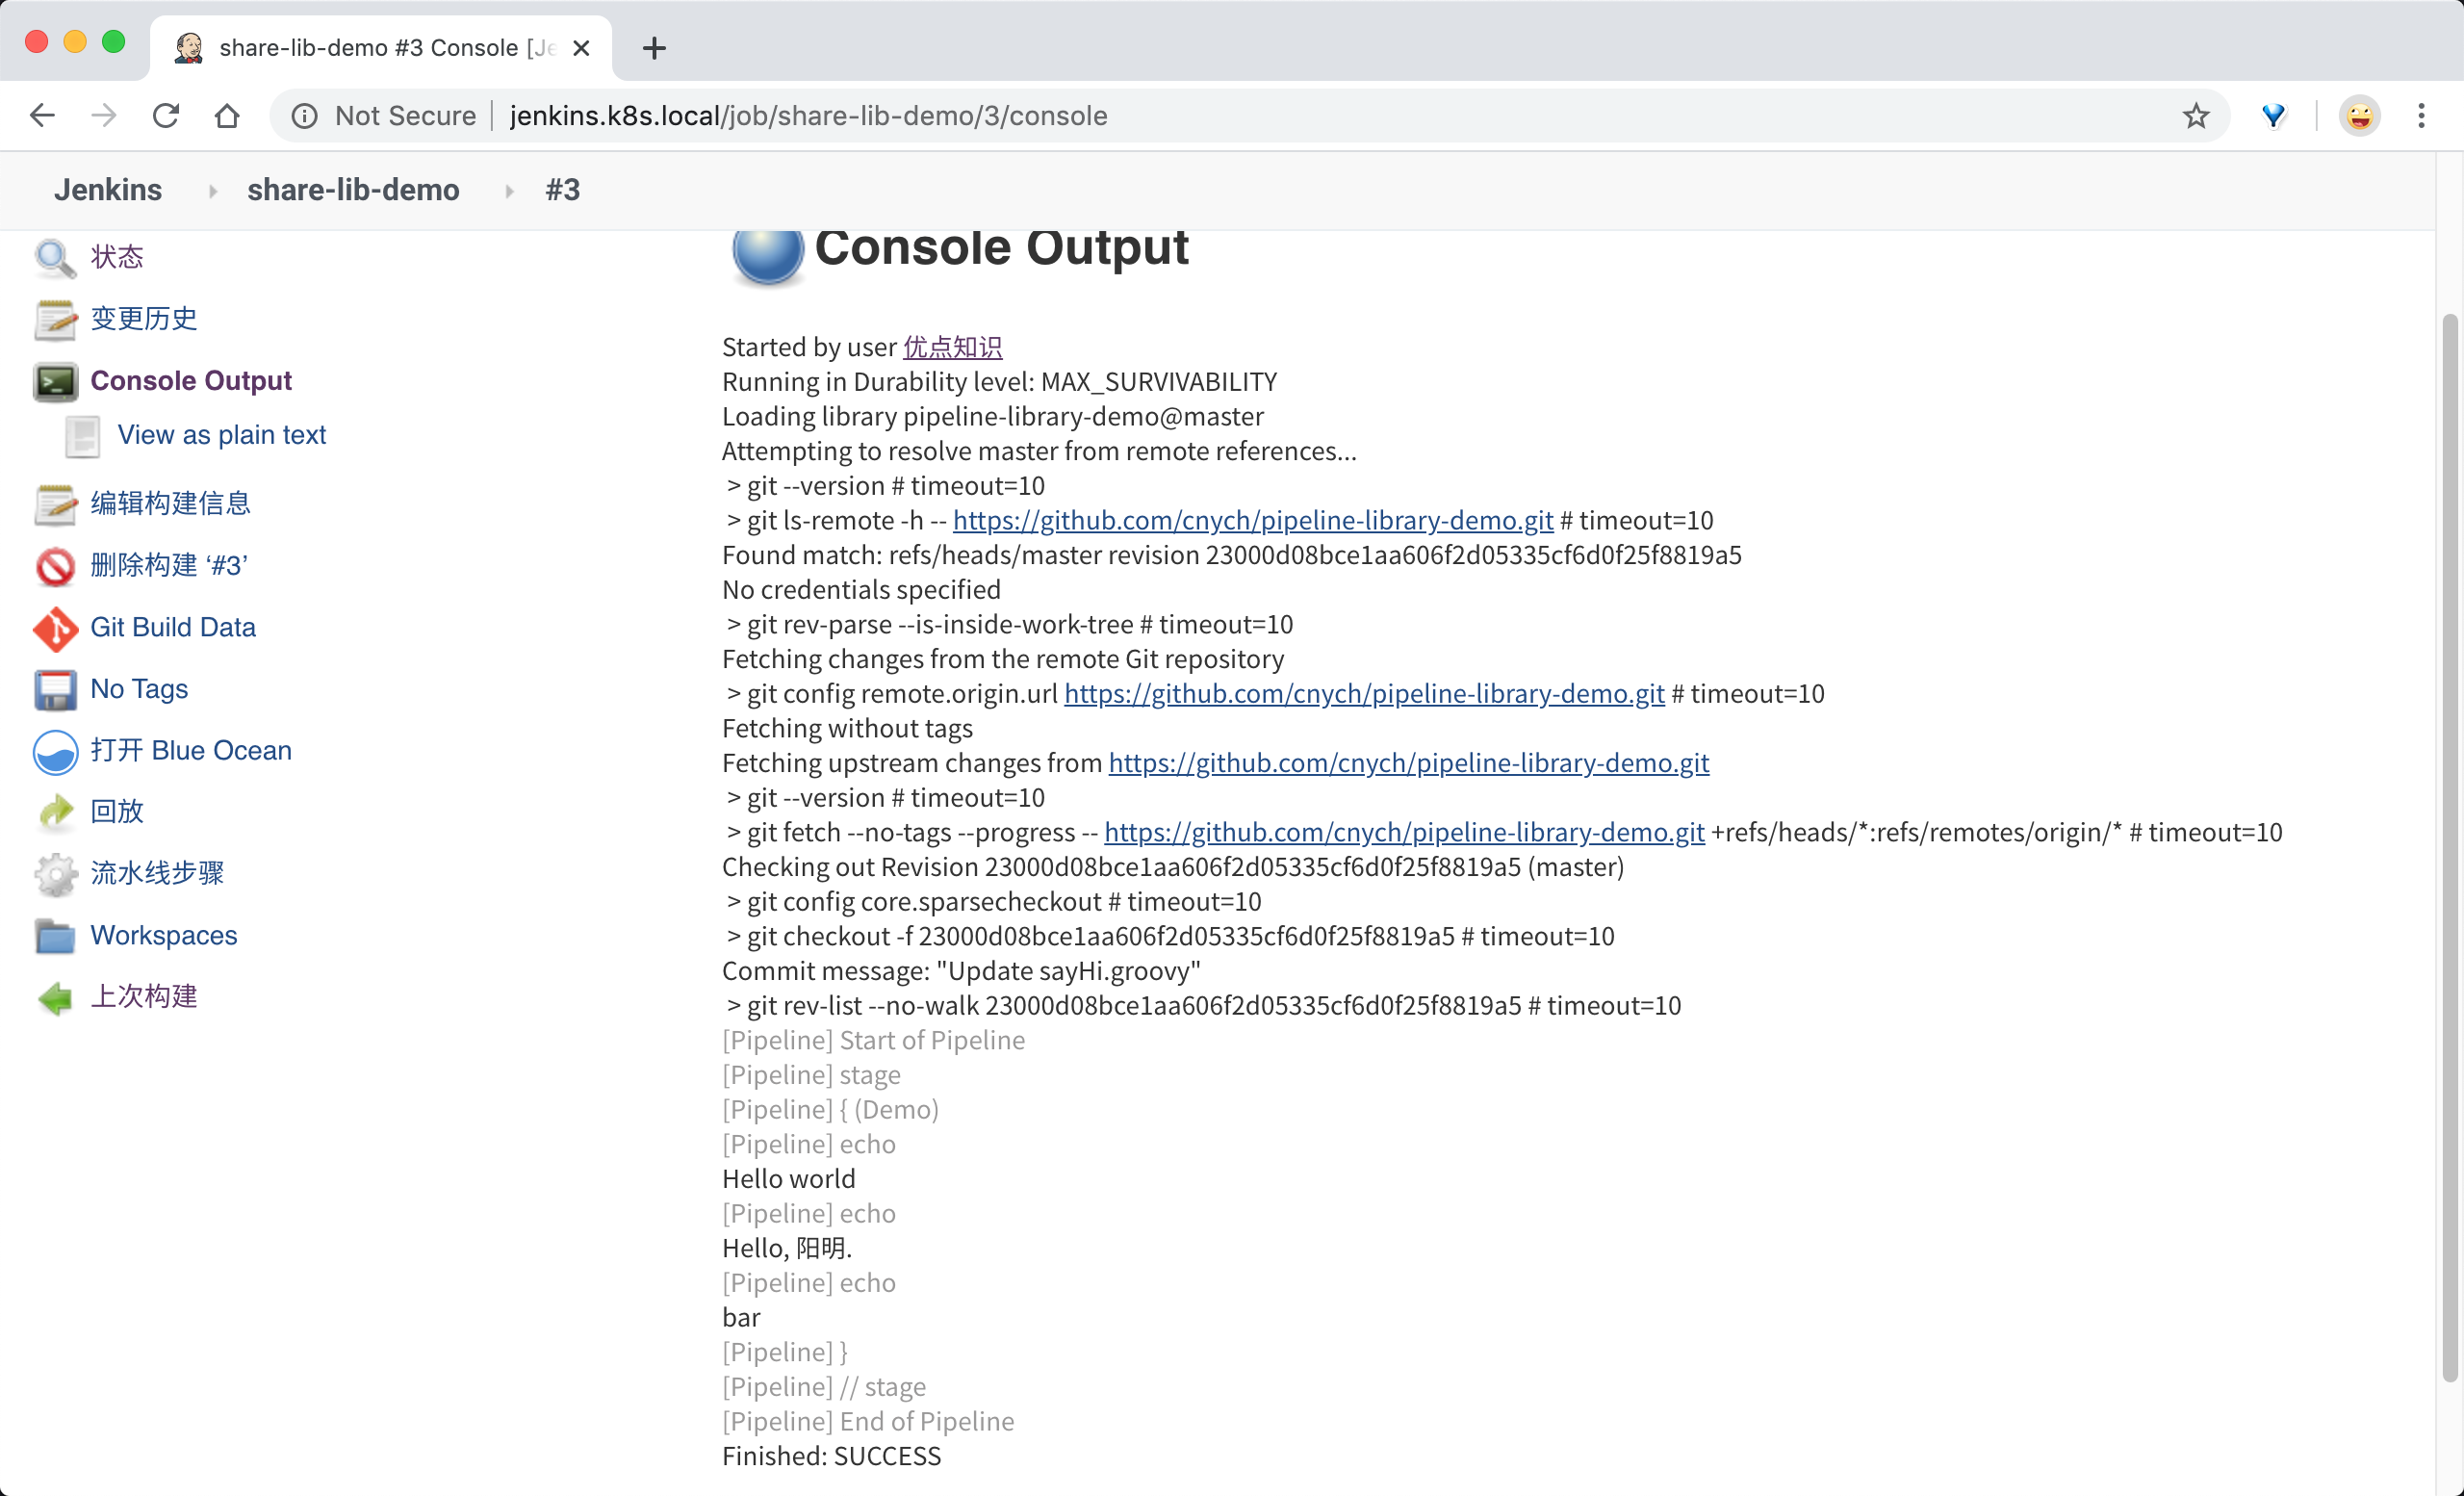 share-lib-demo #3 Console [Je
Not Secure | jenkins.k8s.local/job/share-lib-demo/3/console
Jenkins share-lib-demo #3
状态
变更历史
Console Output
View as plain text
编辑构建信息
删除构建 ‘#3’
Git Build Data
No Tags
打开 Blue Ocean
回放
流水线步骤
Workspaces
上次构建
Console Output
Started by user 优点知识
Running in Durability level: MAX_SURVIVABILITY
Loading library pipeline-library-demo@master
Attempting to resolve master from remote references...
> git --version # timeout=10
> git ls-remote -h -- https://github.com/cnych/pipeline-library-demo.git # timeout=10
Found match: refs/heads/master revision 23000d08bce1aa606f2d05335cf6d0f25f8819a5
No credentials specified
> git rev-parse --is-inside-work-tree # timeout=10
Fetching changes from the remote Git repository
> git config remote.origin.url https://github.com/cnych/pipeline-library-demo.git # timeout=10
Fetching without tags
Fetching upstream changes from https://github.com/cnych/pipeline-library-demo.git
> git --version # timeout=10
> git fetch --no-tags --progress -- https://github.com/cnych/pipeline-library-demo.git +refs/heads/*:refs/remotes/origin/* # timeout=10
Checking out Revision 23000d08bce1aa606f2d05335cf6d0f25f8819a5 (master)
> git config core.sparsecheckout # timeout=10
> git checkout -f 23000d08bce1aa606f2d05335cf6d0f25f8819a5 # timeout=10
Commit message: "Update sayHi.groovy"
> git rev-list --no-walk 23000d08bce1aa606f2d05335cf6d0f25f8819a5 # timeout=10
[Pipeline] Start of Pipeline
[Pipeline] stage
[Pipeline] { (Demo)
[Pipeline] echo
Hello world
[Pipeline] echo
Hello, 阳明.
[Pipeline] echo
bar
[Pipeline] }
[Pipeline] // stage
[Pipeline] End of Pipeline
Finished: SUCCESS